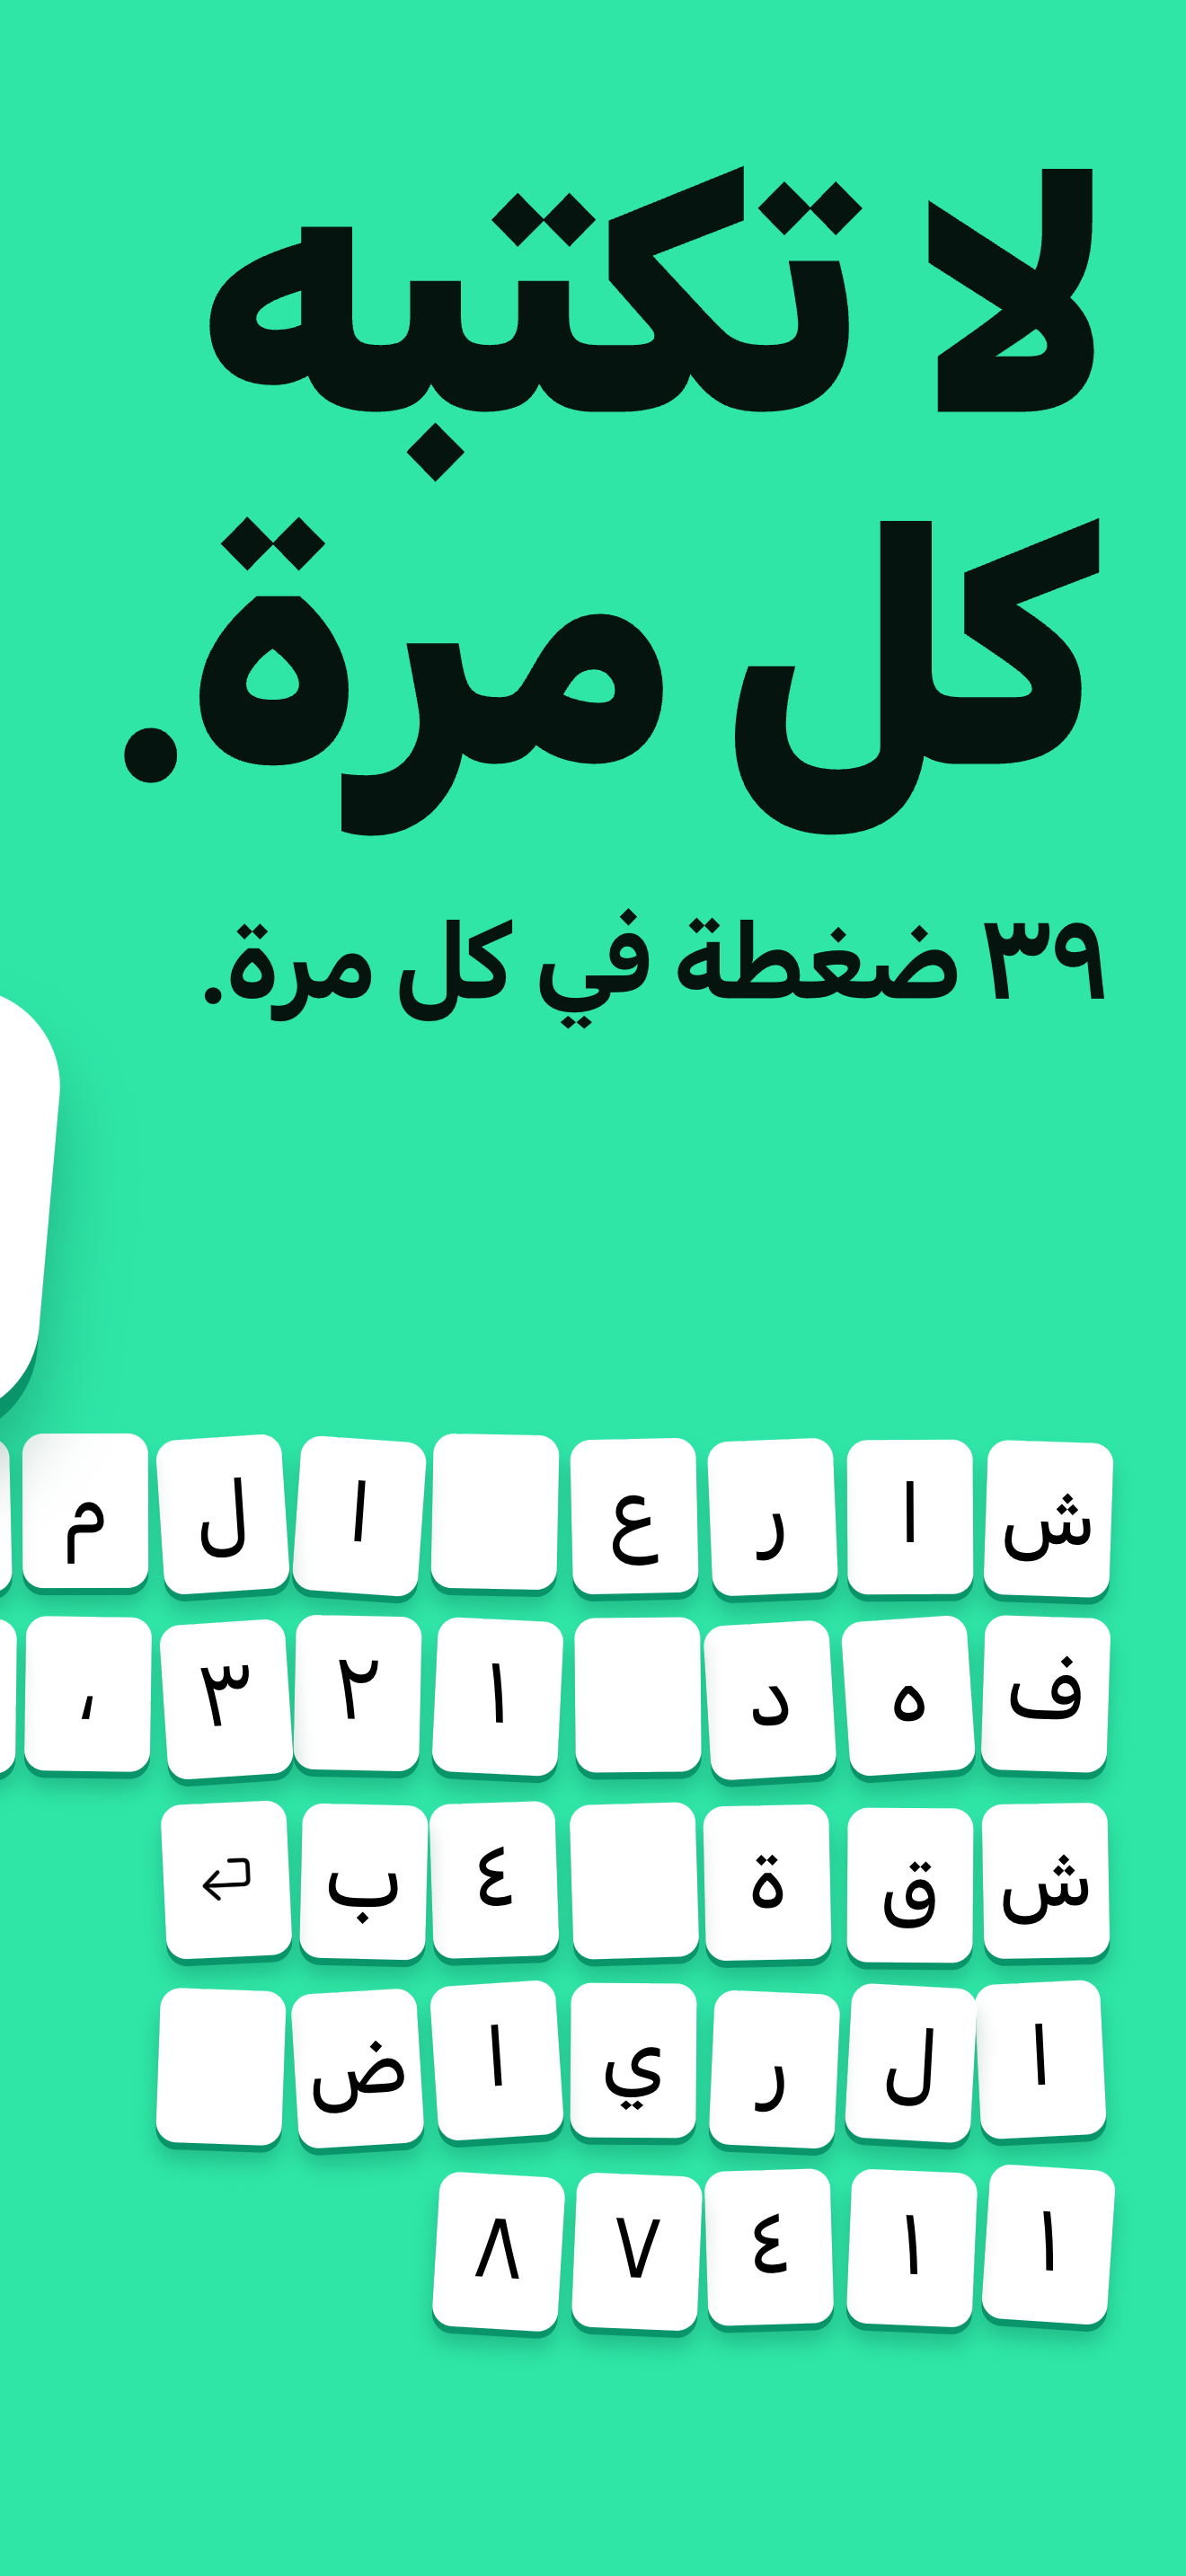 لا تكتبه
كل مرة.
٣٩ ضغطة في كل مرة.
ش ا ر ع ا ل م
ف ه د ١ ٢ ٣ ،
ش ق ة ٤ ب ⏎
ا ل ر ي ا ض
١ ١ ٤ ٧ ٨